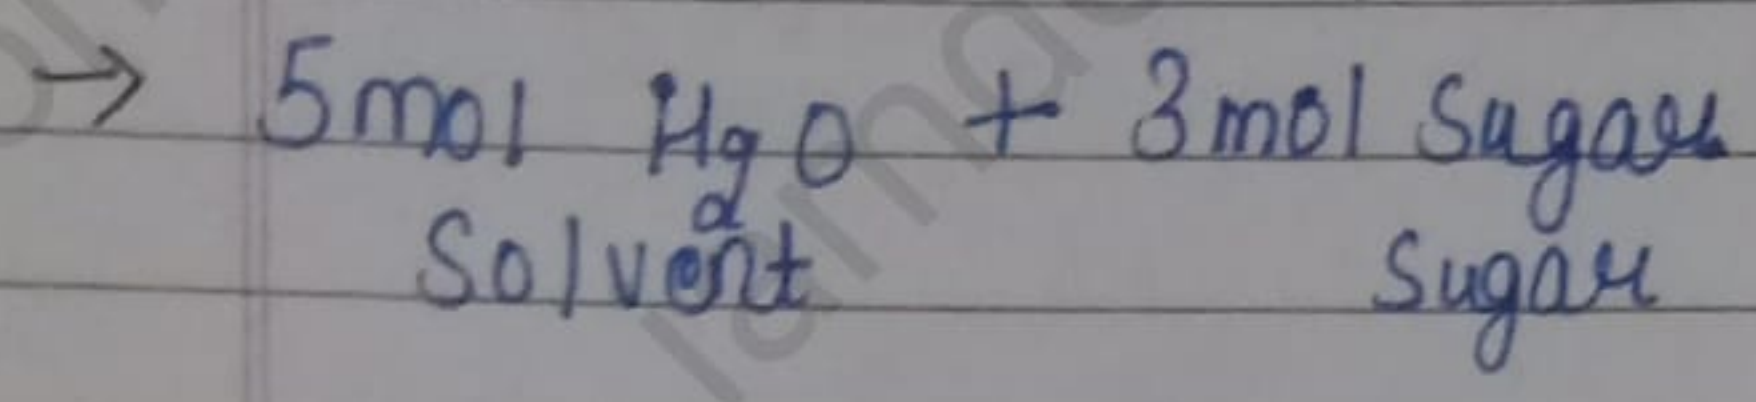 → 5mol H2O + 3mol Sugar
Solvent Sugar